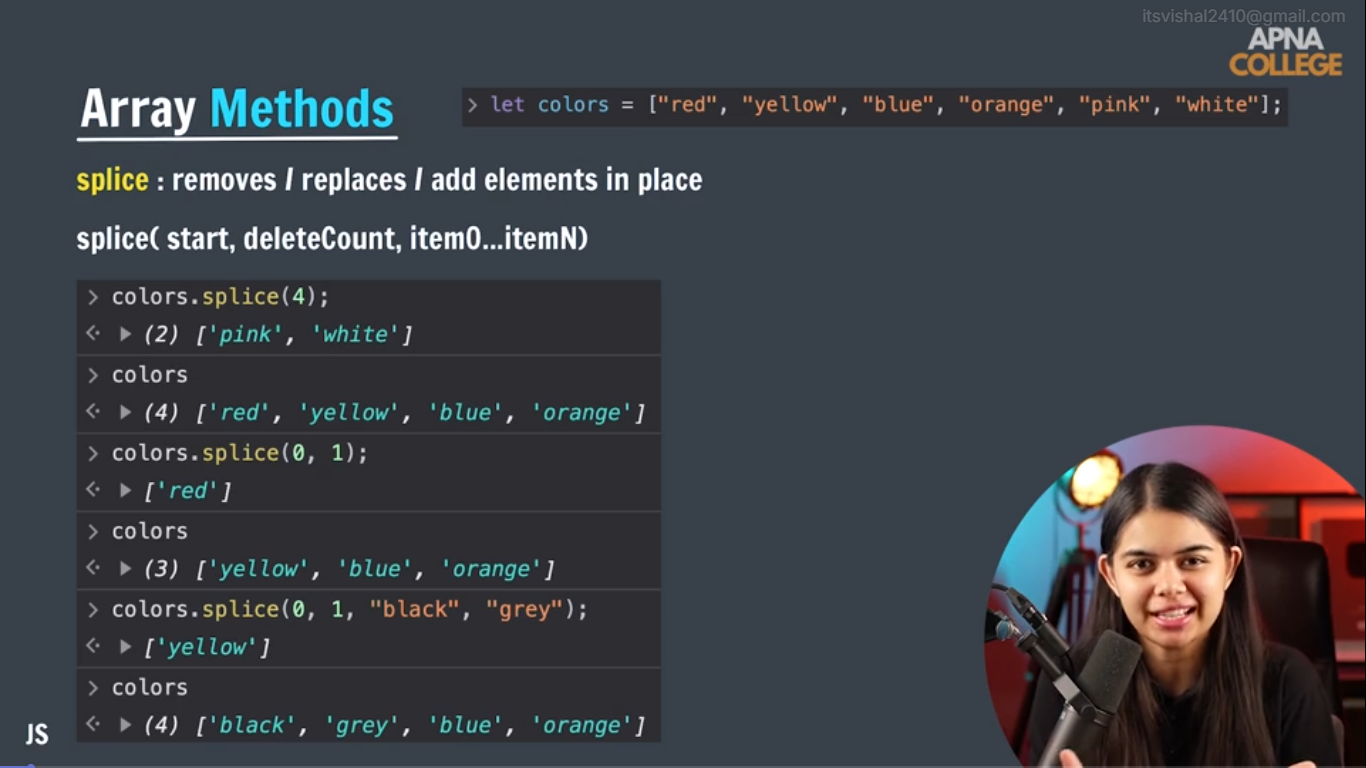 itsvishal2410@gmail.com
APNA
COLLEGE
Array Methods
> let colors = ["red", "yellow", "blue", "orange", "pink", "white"];
splice : removes / replaces / add elements in place
splice( start, deleteCount, item0...itemN)
> colors.splice(4);
(2) ['pink', 'white']
> colors
(4) ['red', 'yellow', 'blue', 'orange']
> colors.splice(0, 1);
['red']
> colors
(3) ['yellow', 'blue', 'orange']
> colors.splice(0, 1, "black", "grey");
['yellow']
> colors
(4) ['black', 'grey', 'blue', 'orange']
JS